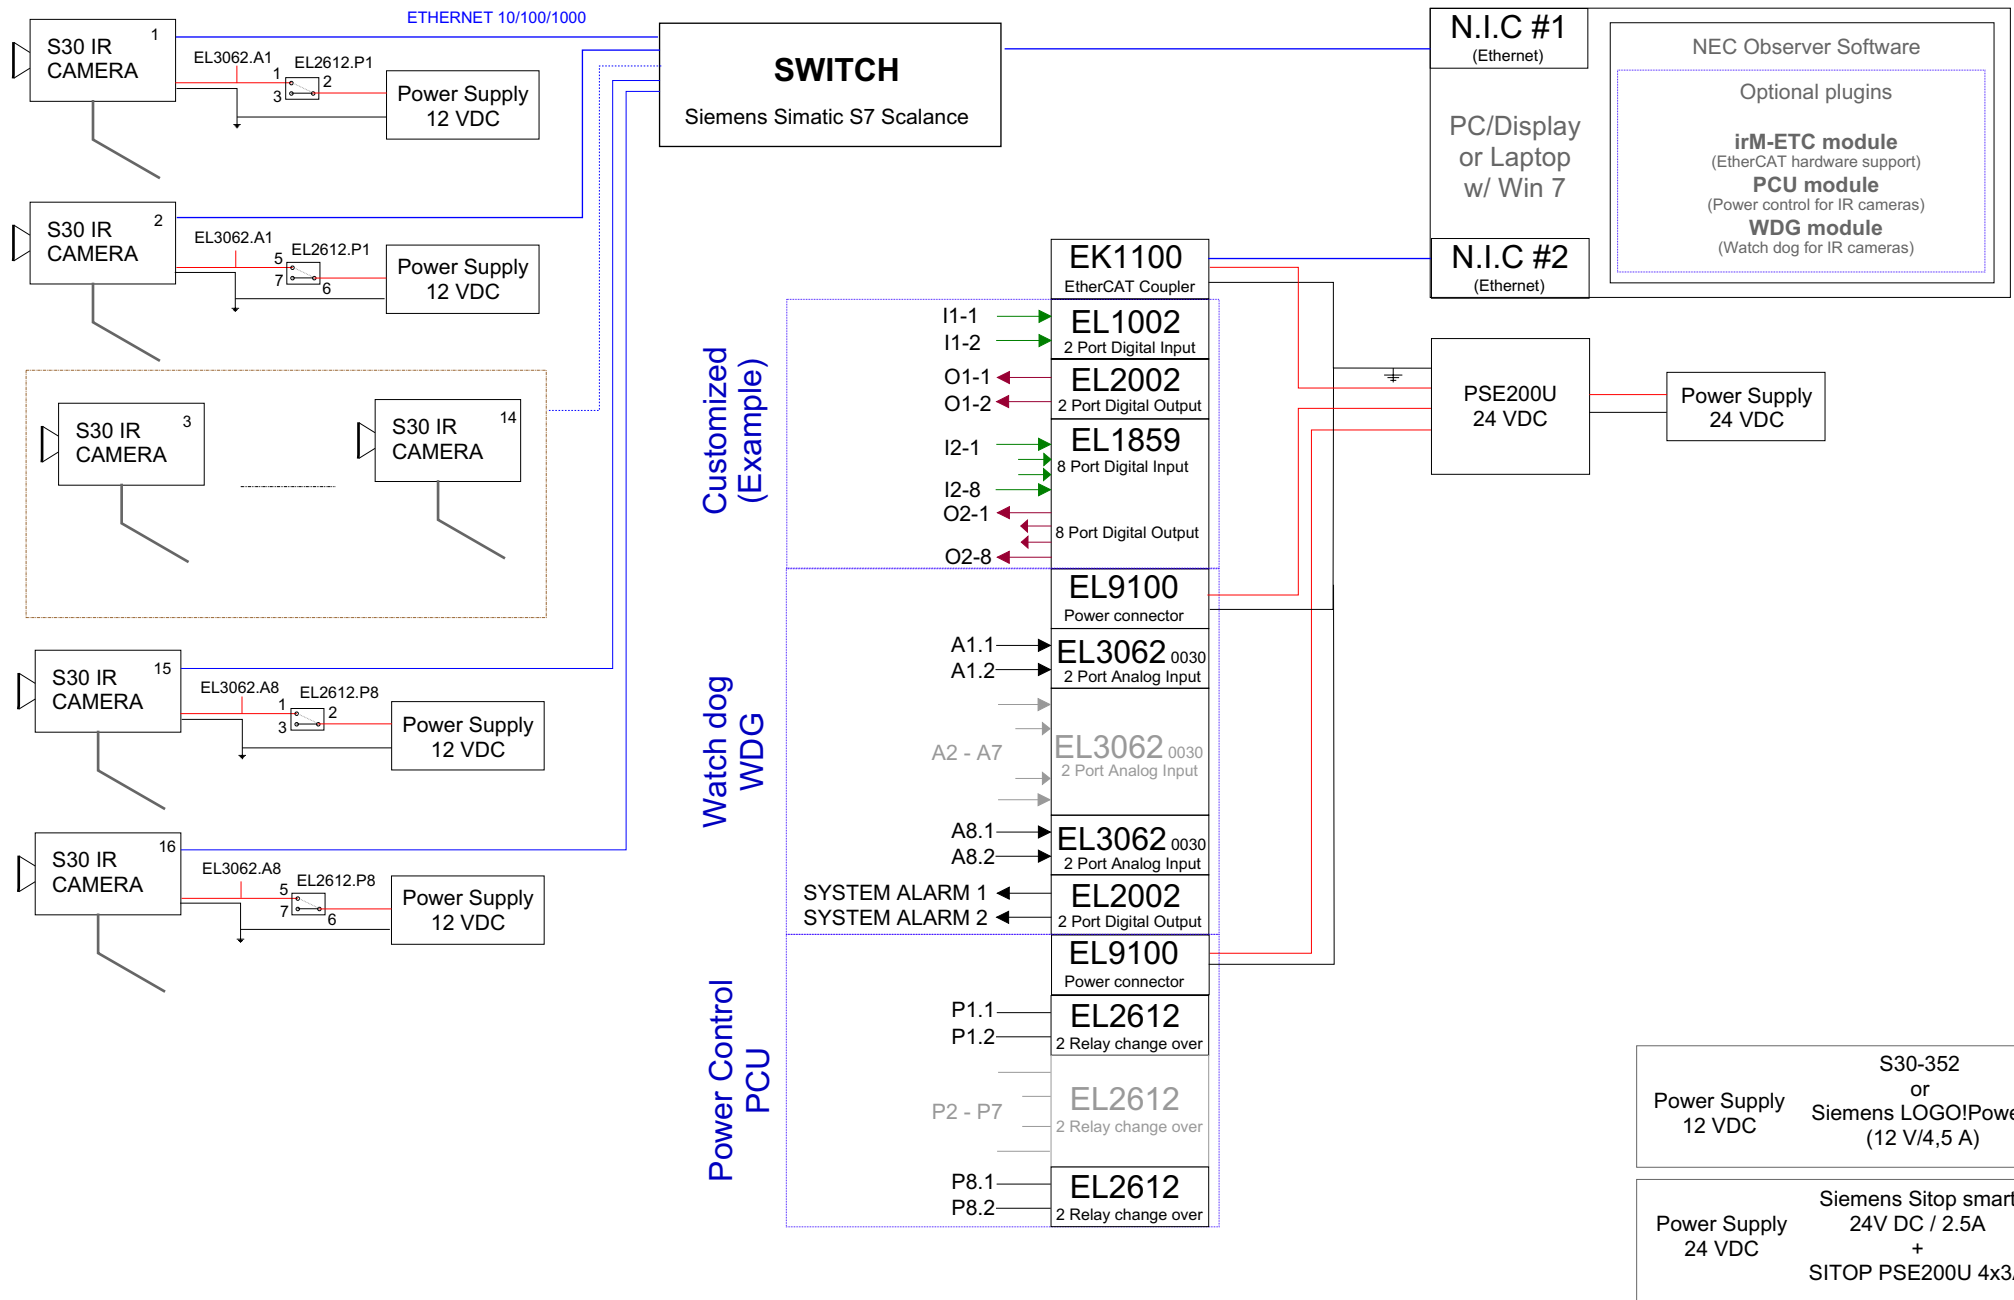 ETHERNET 10/100/1000
S30 IR
CAMERA
1
EL3062.A1
EL2612.P1
1
2
3
Power Supply
12 VDC
SWITCH
Siemens Simatic S7 Scalance
N.I.C #1
(Ethernet)
PC/Display
or Laptop
w/ Win 7
N.I.C #2
(Ethernet)
NEC Observer Software
Optional plugins
irM-ETC module
(EtherCAT hardware support)
PCU module
(Power control for IR cameras)
WDG module
(Watch dog for IR cameras)
S30 IR
CAMERA
2
EL3062.A1
EL2612.P1
5
7
6
Power Supply
12 VDC
S30 IR
CAMERA
3
S30 IR
CAMERA
14
S30 IR
CAMERA
15
EL3062.A8
EL2612.P8
1
2
3
Power Supply
12 VDC
S30 IR
CAMERA
16
EL3062.A8
EL2612.P8
5
7
6
Power Supply
12 VDC
EK1100
EtherCAT Coupler
Customized
(Example)
I1-1
I1-2
EL1002
2 Port Digital Input
O1-1
O1-2
EL2002
2 Port Digital Output
I2-1
I2-8
O2-1
O2-8
EL1859
8 Port Digital Input
8 Port Digital Output
Watch dog
WDG
EL9100
Power connector
A1.1
A1.2
EL3062 0030
2 Port Analog Input
A2 - A7
EL3062 0030
2 Port Analog Input
A8.1
A8.2
EL3062 0030
2 Port Analog Input
SYSTEM ALARM 1
SYSTEM ALARM 2
EL2002
2 Port Digital Output
Power Control
PCU
EL9100
Power connector
P1.1
P1.2
EL2612
2 Relay change over
P2 - P7
EL2612
2 Relay change over
P8.1
P8.2
EL2612
2 Relay change over
PSE200U
24 VDC
Power Supply
24 VDC
Power Supply
12 VDC
S30-352
or
Siemens LOGO!Powe
(12 V/4,5 A)
Power Supply
24 VDC
Siemens Sitop smart
24V DC / 2.5A
+
SITOP PSE200U 4x3A